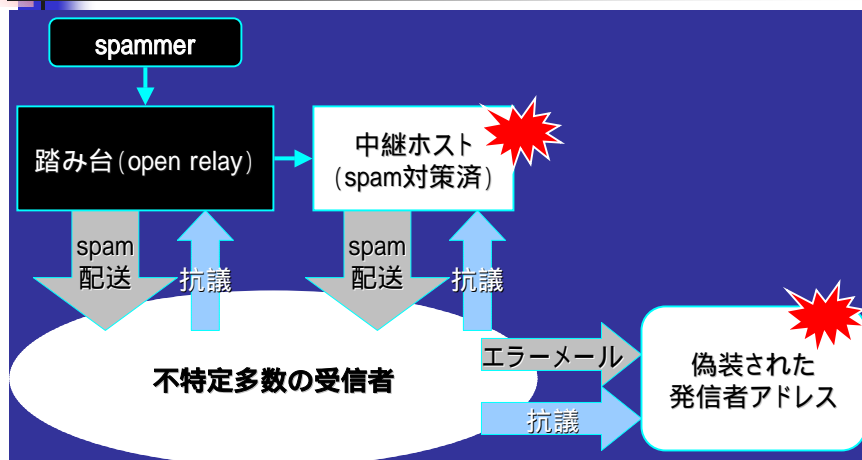 spammer
踏み台(open relay)
中継ホスト
(spam対策済)
spam
配送
抗議
spam
配送
抗議
不特定多数の受信者
エラーメール
抗議
偽装された
発信者アドレス